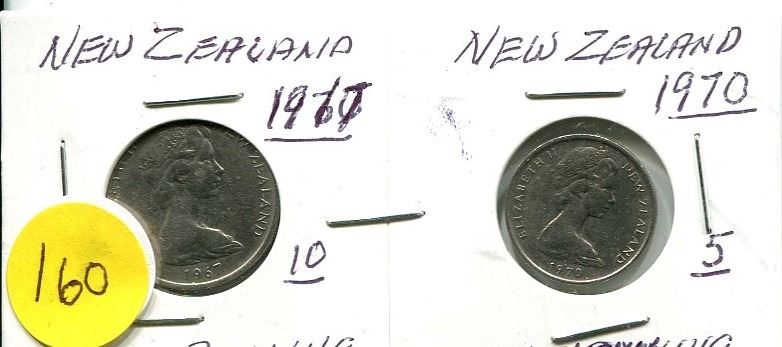 NEW ZEALAND
1967
10
160
NEW ZEALAND
1967
NEW ZEALAND
1970
5
ELIZABETH II NEW ZEALAND
1970